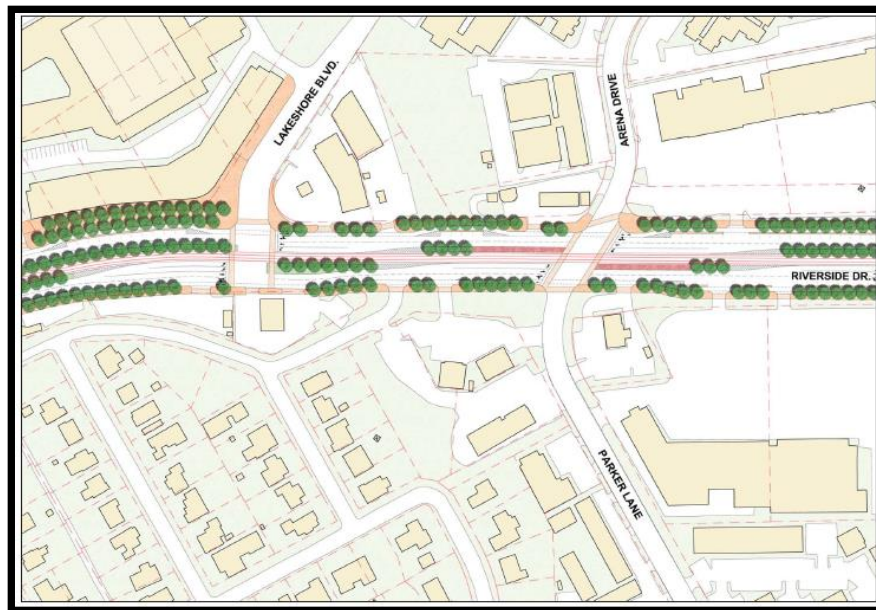 LAKESHORE BLVD.
ARENA DRIVE
RIVERSIDE DR.
PARKER LANE